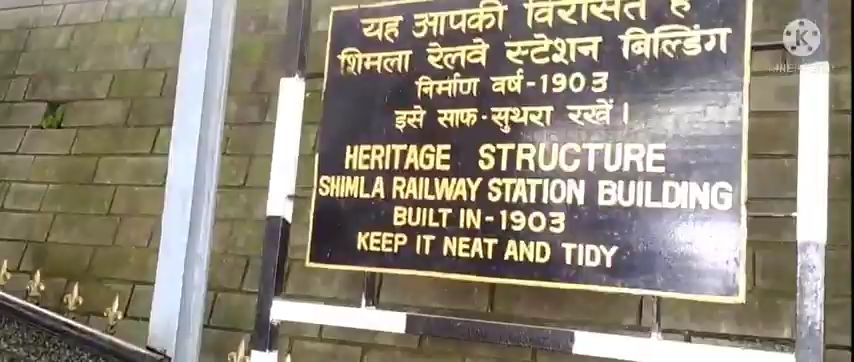 यह आपकी विरासत है
शिमला रेलवे स्टेशन बिल्डिंग
निर्माण वर्ष-1903
इसे साफ-सुथरा रखें।
HERITAGE STRUCTURE
SHIMLA RAILWAY STATION BUILDING
BUILT IN-1903
KEEP IT NEAT AND TIDY